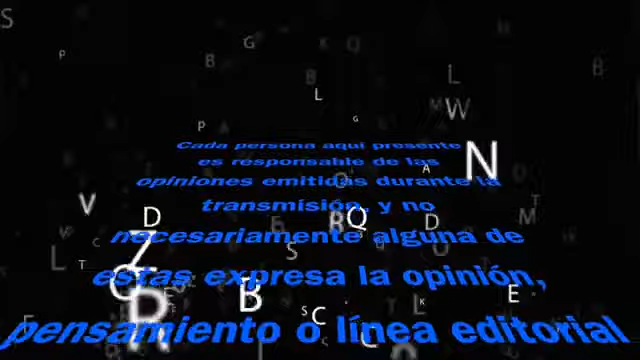 Cada persona aquí presente
es responsable de las
opiniones emitidas durante la
transmisión, y no
necesariamente alguna de
estas expresa la opinión,
pensamiento o línea editorial